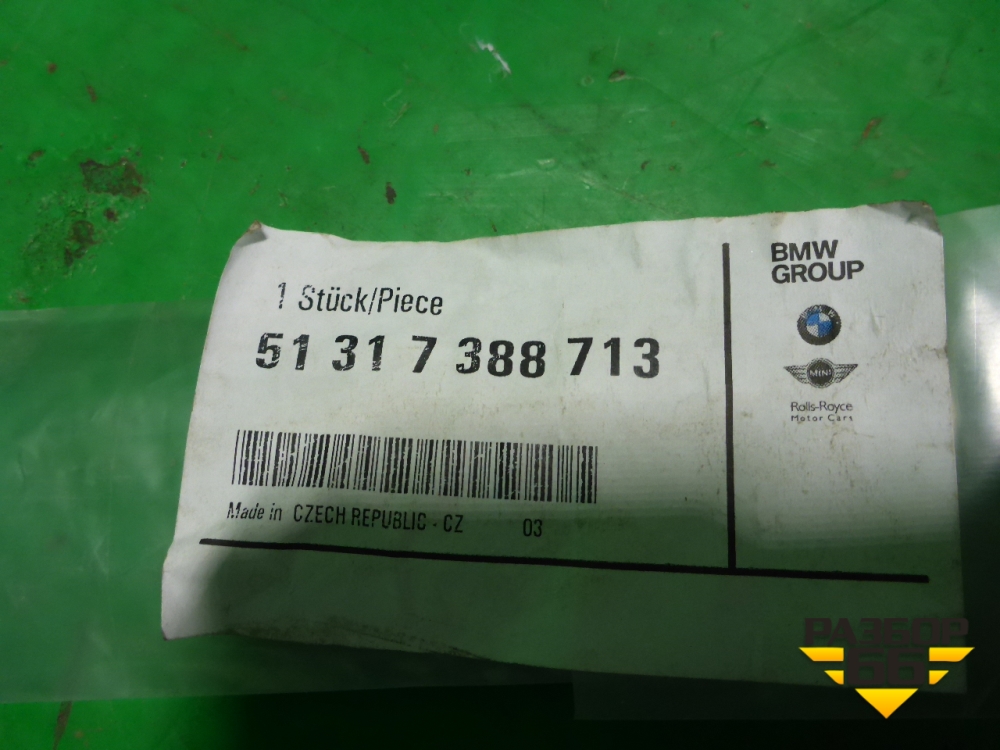 1 Stück/Piece
51 31 7 388 713
Made in CZECH REPUBLIC - CZ 03
BMW
GROUP
MINI
Rolls-Royce
Motor Cars
РАЗБОР
66